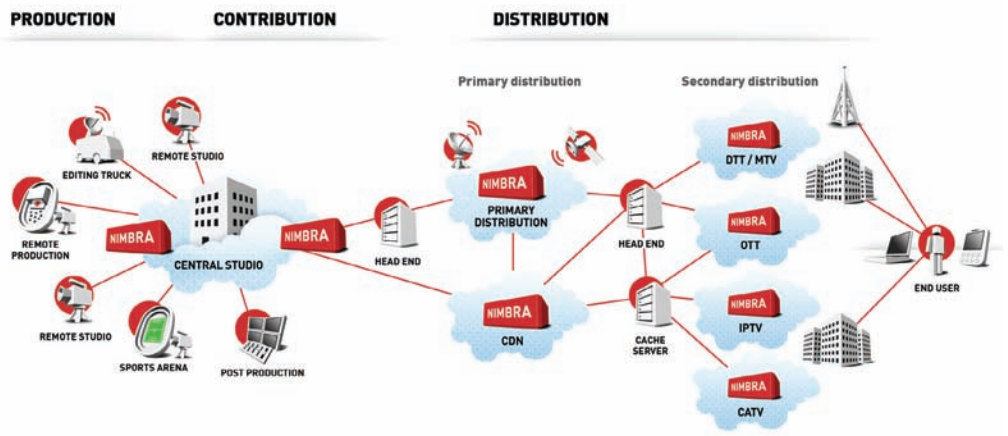 PRODUCTION
CONTRIBUTION
DISTRIBUTION
Primary distribution
Secondary distribution
REMOTE STUDIO
EDITING TRUCK
REMOTE
PRODUCTION
NIMBRA
CENTRAL STUDIO
NIMBRA
REMOTE STUDIO
SPORTS ARENA
POST PRODUCTION
HEAD END
NIMBRA
PRIMARY
DISTRIBUTION
NIMBRA
CDN
HEAD END
CACHE
SERVER
NIMBRA
DTT / MTV
NIMBRA
OTT
NIMBRA
IPTV
NIMBRA
CATV
END USER